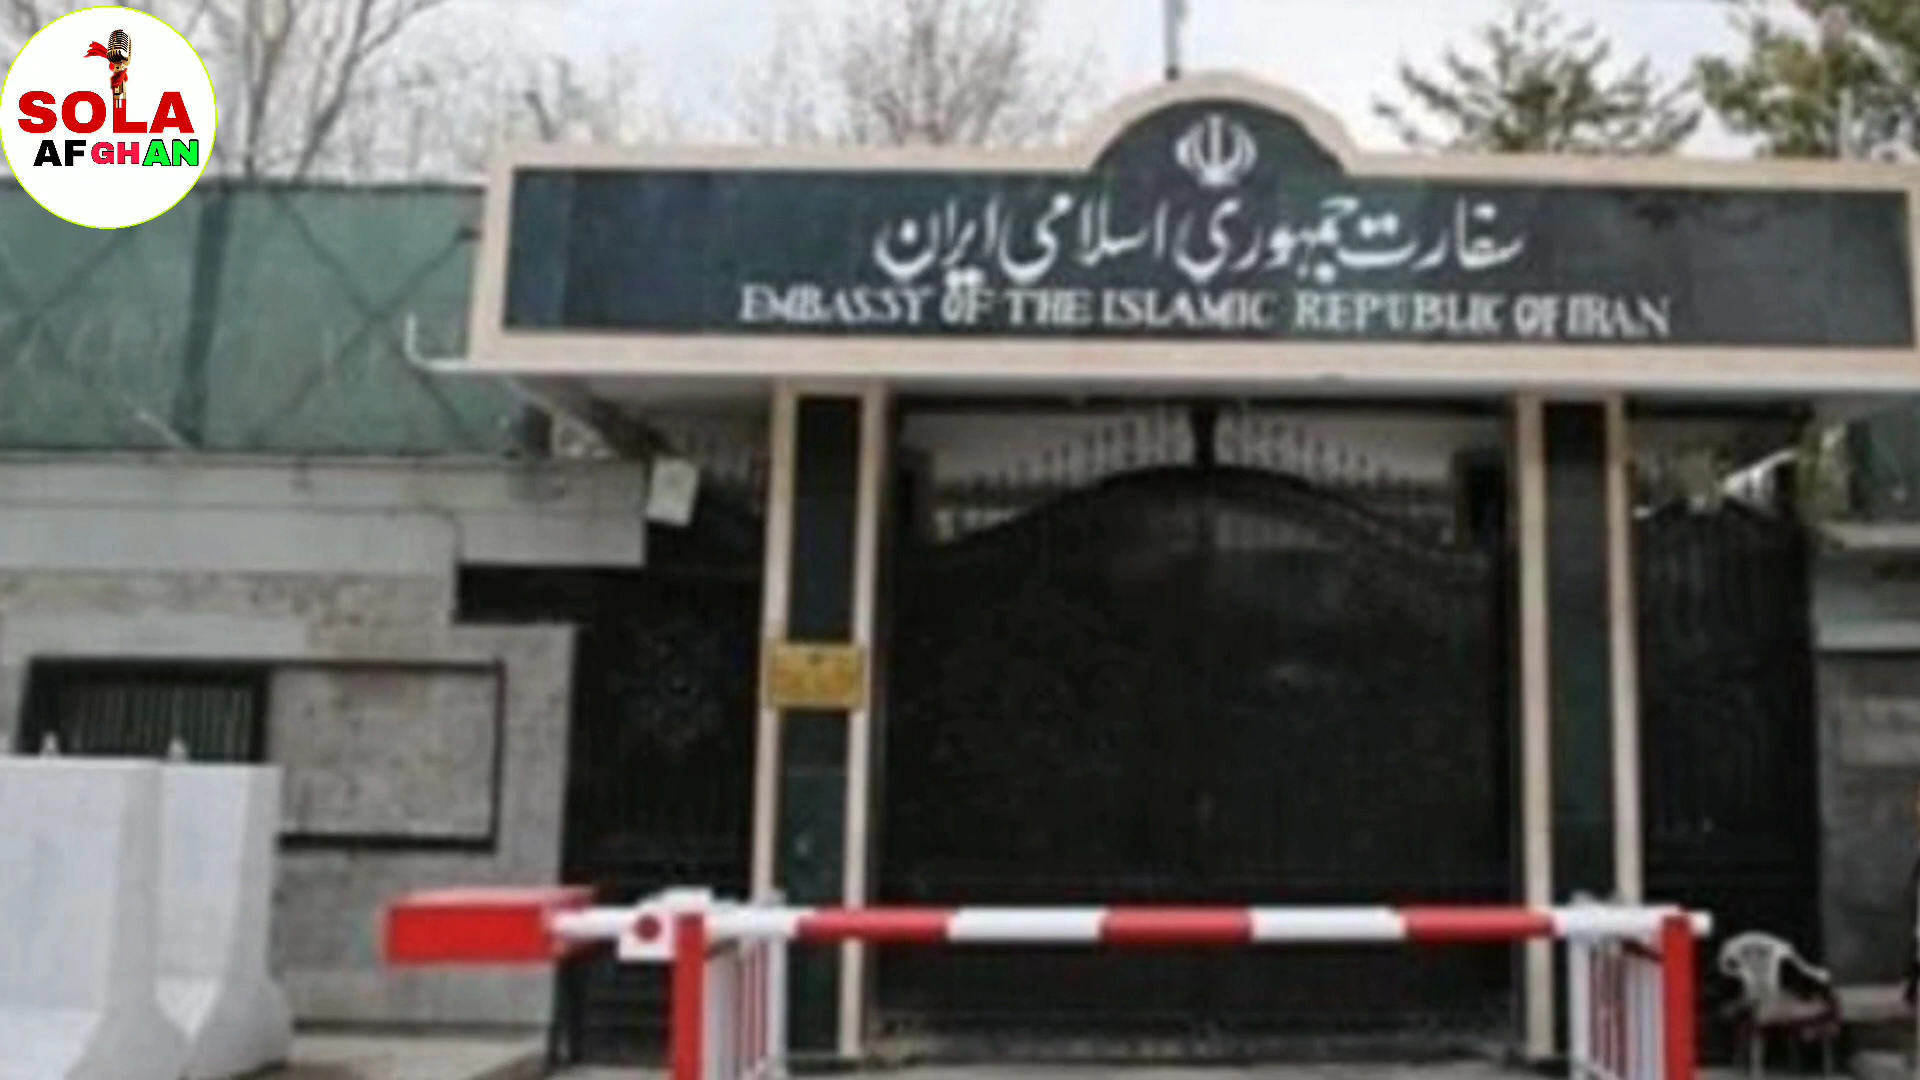 SOLA
AFGHAN
سفارت جمهوری اسلامی ایران
EMBASSY OF THE ISLAMIC REPUBLIC OF IRAN